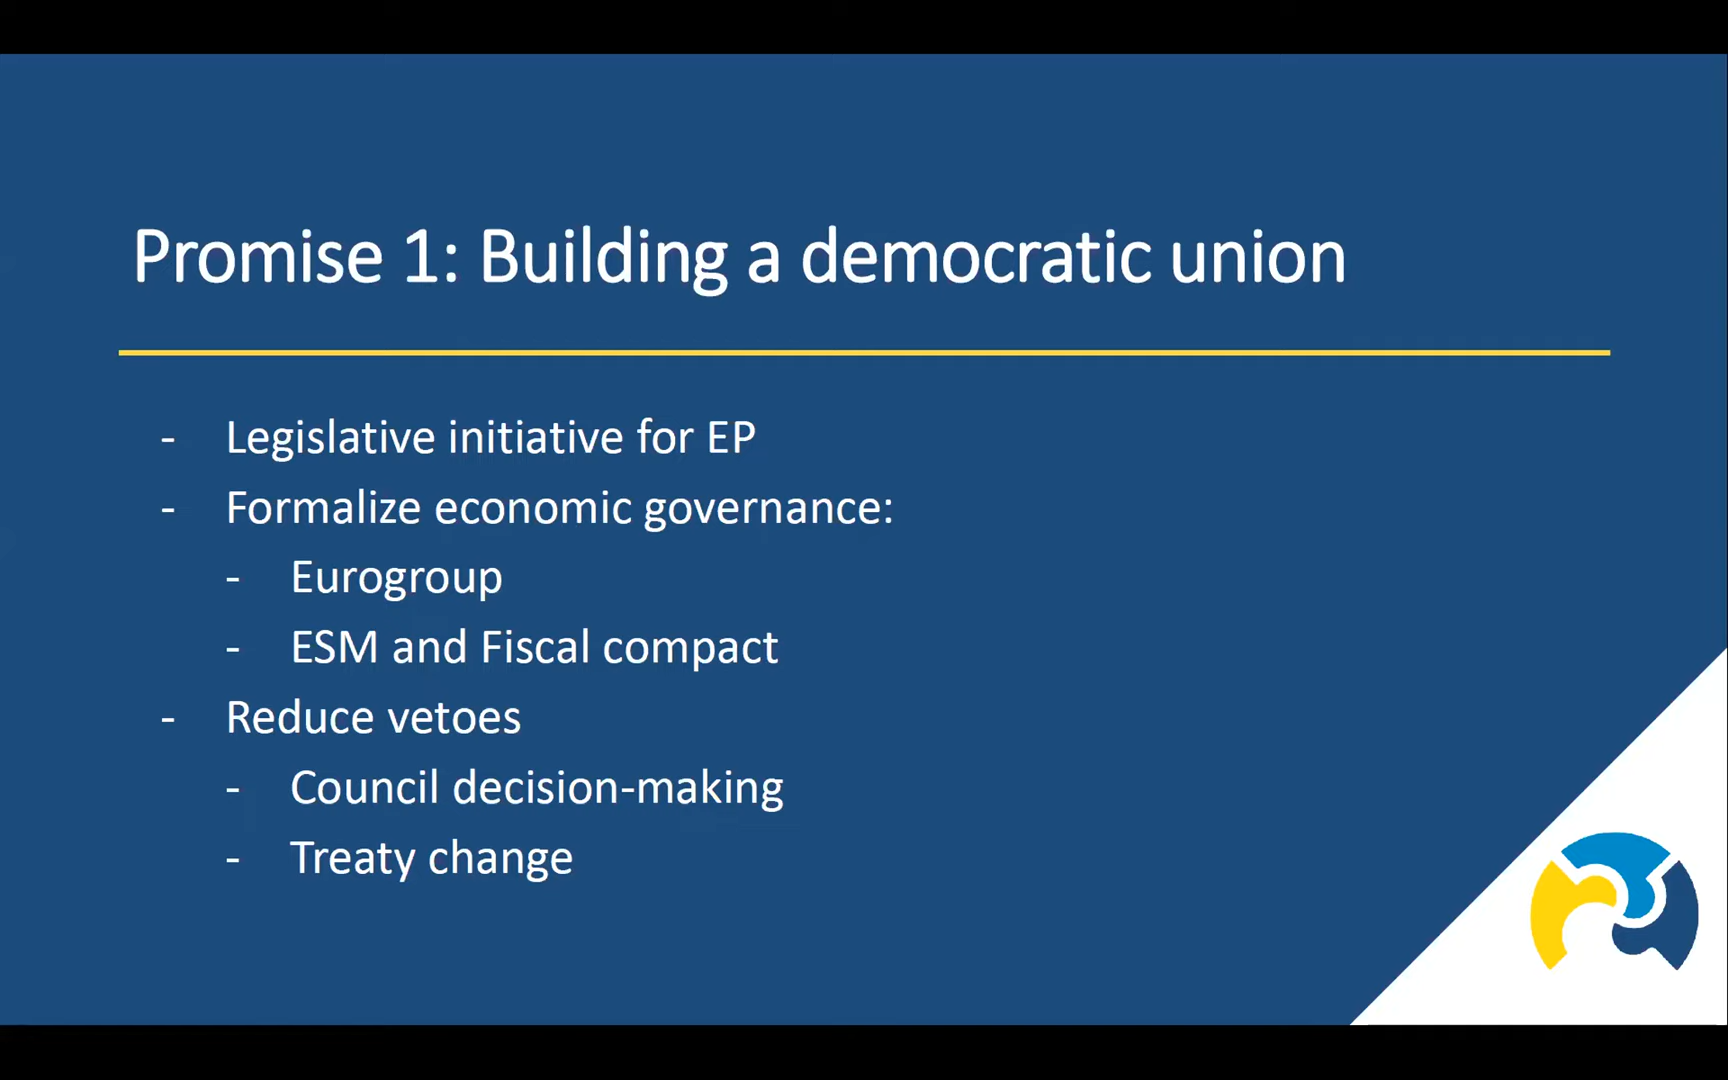 Promise 1: Building a democratic union
- Legislative initiative for EP
- Formalize economic governance:
- Eurogroup
- ESM and Fiscal compact
- Reduce vetoes
- Council decision-making
- Treaty change